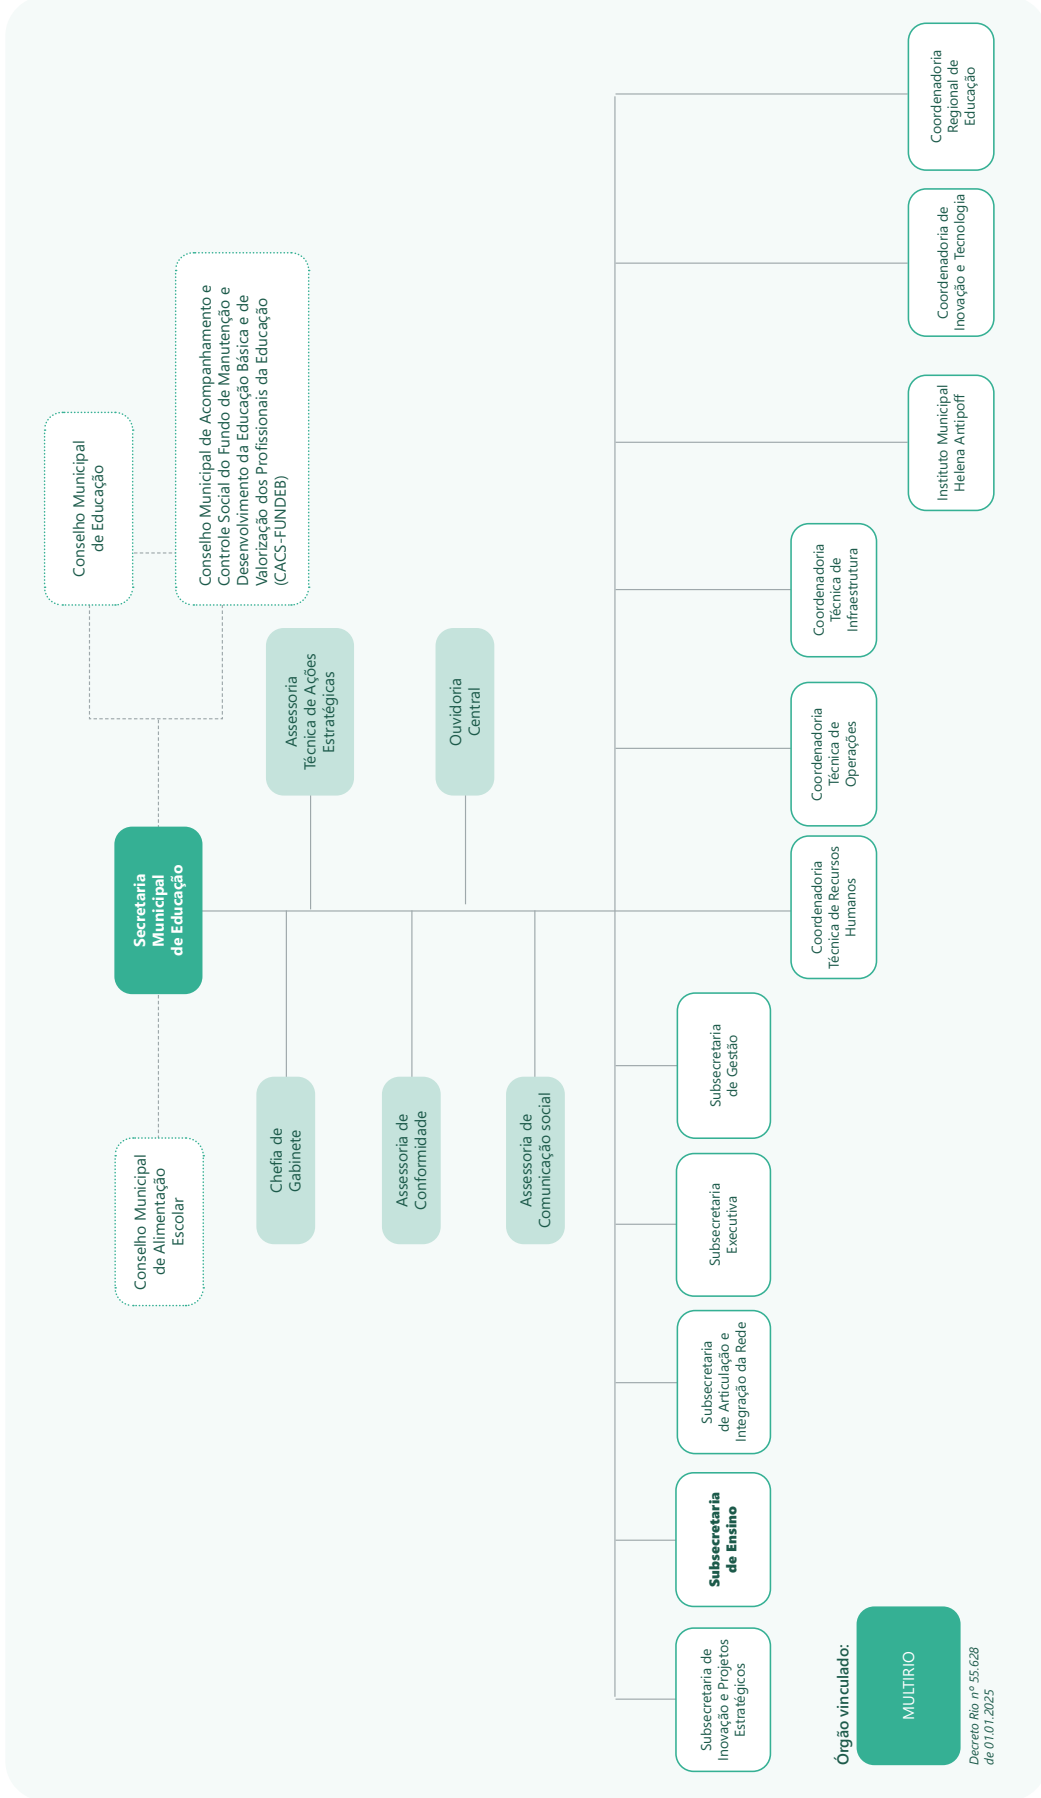 Conselho Municipal
de Alimentação
Escolar
Secretaria
Municipal
de Educação
Conselho Municipal
de Educação
Conselho Municipal de Acompanhamento e
Controle Social do Fundo de Manutenção e
Desenvolvimento da Educação Básica e de
Valorização dos Profissionais da Educação
(CACS-FUNDEB)
Chefia de
Gabinete
Assessoria
Técnica de Ações
Estratégicas
Assessoria de
Conformidade
Ouvidoria
Central
Assessoria de
Comunicação social
Subsecretaria de
Inovação e Projetos
Estratégicos
Subsecretaria
de Ensino
Subsecretaria
de Articulação e
Integração da Rede
Subsecretaria
Executiva
Subsecretaria
de Gestão
Coordenadoria
Técnica de Recursos
Humanos
Coordenadoria
Técnica de
Operações
Coordenadoria
Técnica de
Infraestrutura
Instituto Municipal
Helena Antipoff
Coordenadoria de
Inovação e Tecnologia
Coordenadoria
Regional de
Educação
Órgão vinculado:
MULTIRIO
Decreto Rio nº 55.628
de 01.01.2025